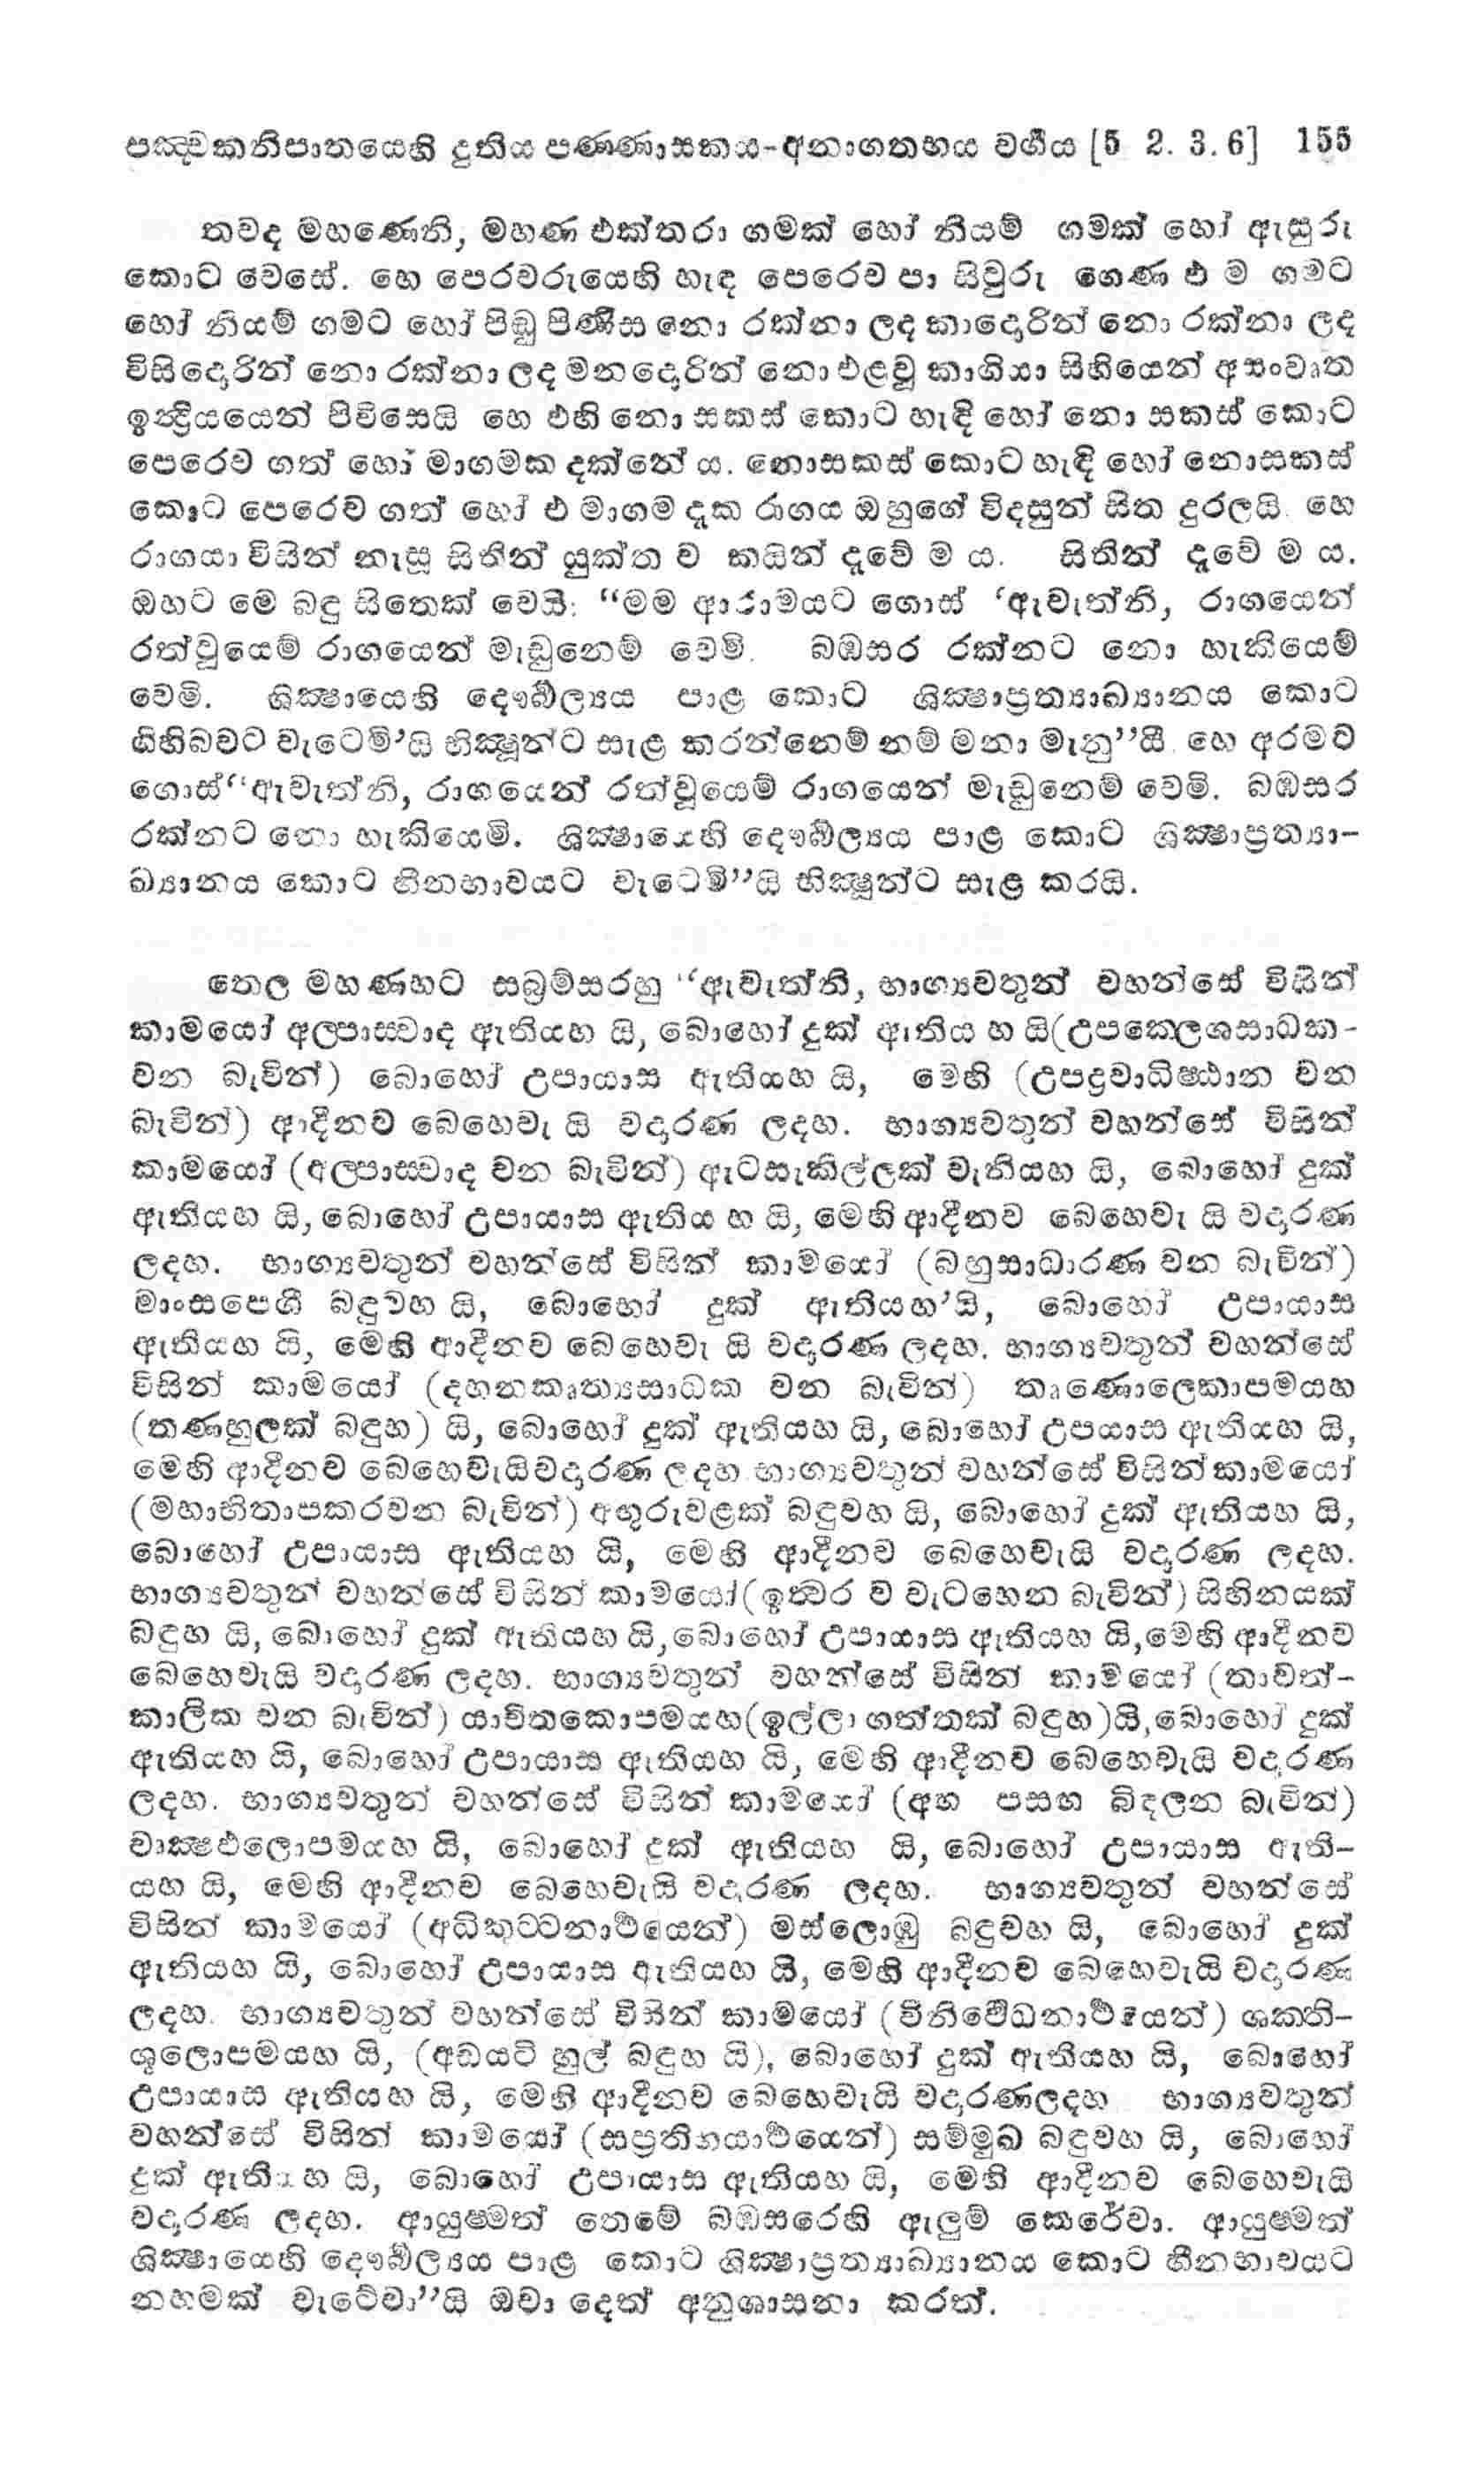 පඤ්චකනිපාතයෙහි දුතිය පණ්ණාසකය-අනාගතභය වර්ගය [5 2. 3. 6] 155
තවද මහණෙනි, මහණ එක්තරා ගමක් හෝ නියම් ගමක් හෝ ඇසුරු
කොට වෙසේ. හෙ පෙරවරුයෙහි හැඳ පෙරෙව පා සිවුරු ගෙණ එ ම ගමට
හෝ නියම් ගමට හෝ පිඬු පිණිස නො රක්නා ලද කාදොරින් නො රක්නා ලද
විසිදොරින් නො රක්නා ලද මනදොරින් නො එළවූ කාගියා සිහියෙන් අසංවෘත
ඉන්‍ද්‍රියයෙන් පිවිසෙයි හෙ එහි නො සකස් කොට හැඳි හෝ නො සකස් කොට
පෙරෙව ගත් හෝ මාගමක දක්නේ ය. නොසකස් කොට හැඳි හෝ නොසකස්
කොට පෙරෙව ගත් හෝ එ මාගම දැක රාගය ඔහුගේ විදසුන් සිත දුරලයි. හෙ
රාගයා විසින් නැසූ සිතින් යුක්ත ව කයින් දැවේ ම ය. සිතින් දැවේ ම ය.
ඔහට මෙ බඳු සිතෙක් වෙයි: “මම ආරාමයට ගොස් ‘ඇවැත්නි, රාගයෙන්
රත්වූයෙම් රාගයෙන් මැඩුනෙම් වෙමි. බඹසර රක්නට නො හැකියෙම්
වෙමි. ශික්‍ෂායෙහි දෞර්බල්‍යය පාළ කොට ශික්‍ෂාප්‍රත්‍යාඛ්‍යානය කොට
ගිහිබවට වැටෙමි’යි භික්‍ෂූන්ට සැළ කරන්නෙම් නම් මනා මැනු”යි. හෙ අරමට
ගොස්“ඇවැත්නි, රාගයෙන් රත්වූයෙම් රාගයෙන් මැඩුනෙම් වෙමි. බඹසර
රක්නට නො හැකියෙමි. ශික්‍ෂායෙහි දෞර්බල්‍යය පාළ කොට ශික්‍ෂාප්‍රත්‍යා-
ඛ්‍යානය කොට හීනභාවයට වැටෙමි”යි භික්‍ෂූන්ට සැළ කරයි.
තෙල මහණහට සබ්‍රම්සරහු “ඇවැත්නි, භාග්‍යවතුන් වහන්සේ විසින්
කාමයෝ අල්පාස්වාද ඇතියහ යි, බොහෝ දුක් ඇතිය හ යි(උපක්ලෙශසාධක-
වන බැවින්) බොහෝ උපායාස ඇතියහ යි, මෙහි (උපද්‍රවාධිෂ්ඨාන වන
බැවින්) ආදීනව බෙහෙවැ යි වදාරණ ලදහ. භාග්‍යවතුන් වහන්සේ විසින්
කාමයෝ (අල්පාස්වාද වන බැවින්) ඇටසැකිල්ලක් වැනියහ යි, බොහෝ දුක්
ඇතියහ යි, බොහෝ උපායාස ඇතිය හ යි, මෙහි ආදීනව බෙහෙවැ යි වදාරණ
ලදහ. භාග්‍යවතුන් වහන්සේ විසින් කාමයෝ (බහුසාධාරණ වන බැවින්)
මාංසපෙශී බඳුවහ යි, බොහෝ දුක් ඇතියහ’යි, බොහෝ උපායාස
ඇතියහ යි, මෙහි ආදීනව බෙහෙවැ යි වදාරණ ලදහ. භාග්‍යවතුන් වහන්සේ
විසින් කාමයෝ (දහනකෘත්‍යසාධක වන බැවින්) තෘණොලෙකාපමයහ
(තණහුලක් බඳුහ) යි, බොහෝ දුක් ඇතියහ යි, බොහෝ උපයාස ඇතියහ යි,
මෙහි ආදීනව බෙහෙවැයිවදාරණ ලදහ. භාග්‍යවතුන් වහන්සේ විසින් කාමයෝ
(මහාභිතාපකරවන බැවින්) අඟුරුවළක් බඳුවහ යි, බොහෝ දුක් ඇතියහ යි,
බොහෝ උපායාස ඇතියහ යි, මෙහි ආදීනව බෙහෙවැයි වදාරණ ලදහ.
භාග්‍යවතුන් වහන්සේ විසින් කාමයෝ(ඉත්වර ව වැටහෙන බැවින්) සිහිනයක්
බඳුහ යි, බොහෝ දුක් ඇතියහ යි,බොහෝ උපායාස ඇතියහ යි,මෙහි ආදීනව
බෙහෙවැයි වදාරණ ලදහ. භාග්‍යවතුන් වහන්සේ විසින් කාමයෝ (තාවත්-
කාලික වන බැවින්) යාචිතකොපමයහ(ඉල්ලා ගත්තක් බඳුහ)යි,බොහෝ දුක්
ඇතියහ යි, බොහෝ උපායාස ඇතියහ යි, මෙහි ආදීනව බෙහෙවැයි වදාරණ
ලදහ. භාග්‍යවතුන් වහන්සේ විසින් කාමයෝ (අඟ පසඟ බිඳලන බැවින්)
වෘක්‍ෂඵලොපමයහ යි, බොහෝ දුක් ඇතියහ යි, බොහෝ උපායාස ඇති-
යහ යි, මෙහි ආදීනව බෙහෙවැයි වදාරණ ලදහ. භාග්‍යවතුන් වහන්සේ
විසින් කාමයෝ (අධිකුට්ටනාර්‍ථයෙන්) මස්ලොඹු බඳුවහ යි, බොහෝ දුක්
ඇතියහ යි, බොහෝ උපායාස ඇතියහ යි, මෙහි ආදීනව බෙහෙවැයි වදාරණ
ලදහ. භාග්‍යවතුන් වහන්සේ විසින් කාමයෝ (විනිවේධනාර්‍ථයෙන්) ශක්ති-
ශූලොපමයහ යි, (අඩයටි හුල් බඳුහ යි), බොහෝ දුක් ඇතියහ යි, බොහෝ
උපායාස ඇතියහ යි, මෙහි ආදීනව බෙහෙවැයි වදාරණලදහ භාග්‍යවතුන්
වහන්සේ විසින් කාමයෝ (සප්‍රතිභයාර්‍ථයෙන්) සම්මුඛ බඳුවහ යි, බොහෝ
දුක් ඇතියහ යි, බොහෝ උපායාස ඇතියහ යි, මෙහි ආදීනව බෙහෙවැයි
වදාරණ ලදහ. ආයුෂ්මත් තෙමේ බඹසරෙහි ඇලුම් කෙරේවා. ආයුෂ්මත්
ශික්‍ෂායෙහි දෞර්බල්‍යය පාළ කොට ශික්‍ෂාප්‍රත්‍යාඛ්‍යානය කොට හීනභාවයට
නහමක් වැටේවා”යි ඔවා දෙත් අනුශාසනා කරත්.